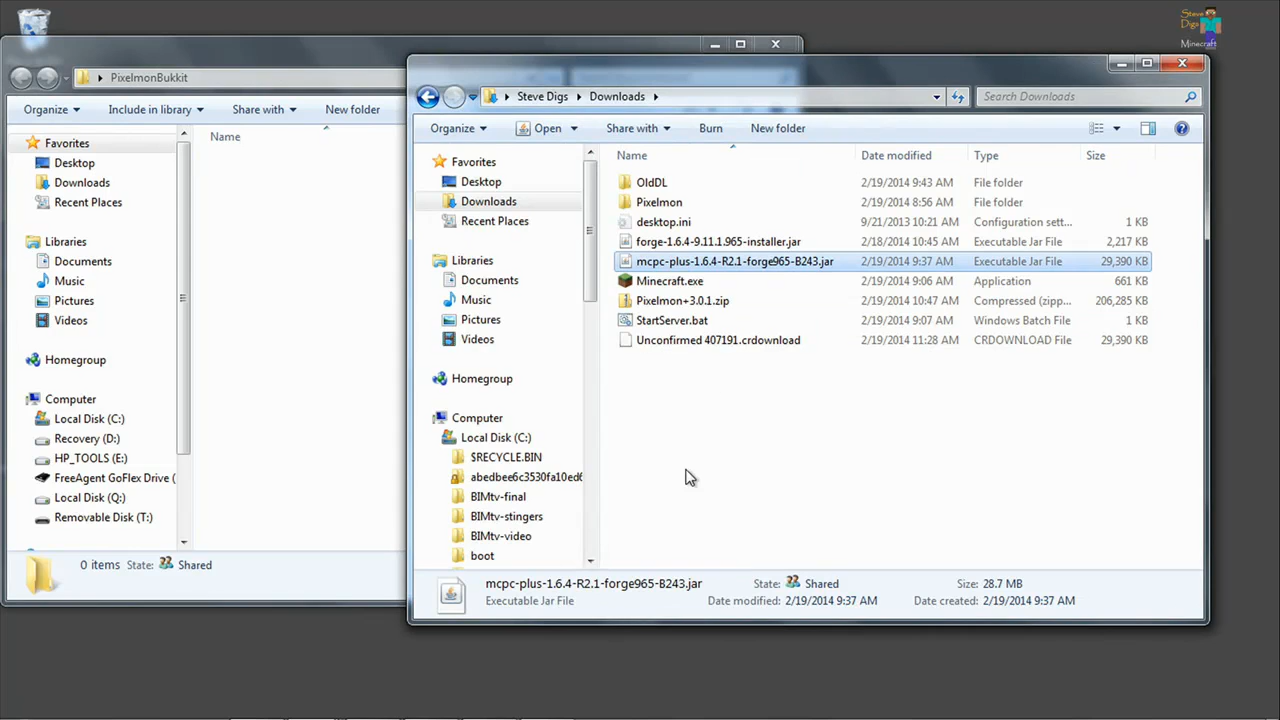 Steve
Digs
Minecraft
PixelmonBukkit
Organize Include in library Share with New folder
Favorites
Desktop
Downloads
Recent Places
Libraries
Documents
Music
Pictures
Videos
Homegroup
Computer
Local Disk (C:)
Recovery (D:)
HP_TOOLS (E:)
FreeAgent GoFlex Drive (
Local Disk (Q:)
Removable Disk (T:)
Name
0 items State: Shared
Steve Digs Downloads
Search Downloads
Organize Open Share with Burn New folder
Favorites
Desktop
Downloads
Recent Places
Libraries
Documents
Music
Pictures
Videos
Homegroup
Computer
Local Disk (C:)
$RECYCLE.BIN
abedbee6c3530fa10ed6
BIMtv-final
BIMtv-stingers
BIMtv-video
boot
Name Date modified Type Size
OldDL 2/19/2014 9:43 AM File folder
Pixelmon 2/19/2014 8:56 AM File folder
desktop.ini 9/21/2013 10:21 AM Configuration sett... 1 KB
forge-1.6.4-9.11.1.965-installer.jar 2/18/2014 10:45 AM Executable Jar File 2,217 KB
mcpc-plus-1.6.4-R2.1-forge965-B243.jar 2/19/2014 9:37 AM Executable Jar File 29,390 KB
Minecraft.exe 2/19/2014 9:06 AM Application 661 KB
Pixelmon+3.0.1.zip 2/19/2014 10:47 AM Compressed (zipp... 206,285 KB
StartServer.bat 2/19/2014 9:07 AM Windows Batch File 1 KB
Unconfirmed 407191.crdownload 2/19/2014 11:28 AM CRDOWNLOAD File 29,390 KB
mcpc-plus-1.6.4-R2.1-forge965-B243.jar State: Shared Size: 28.7 MB
Executable Jar File Date modified: 2/19/2014 9:37 AM Date created: 2/19/2014 9:37 AM